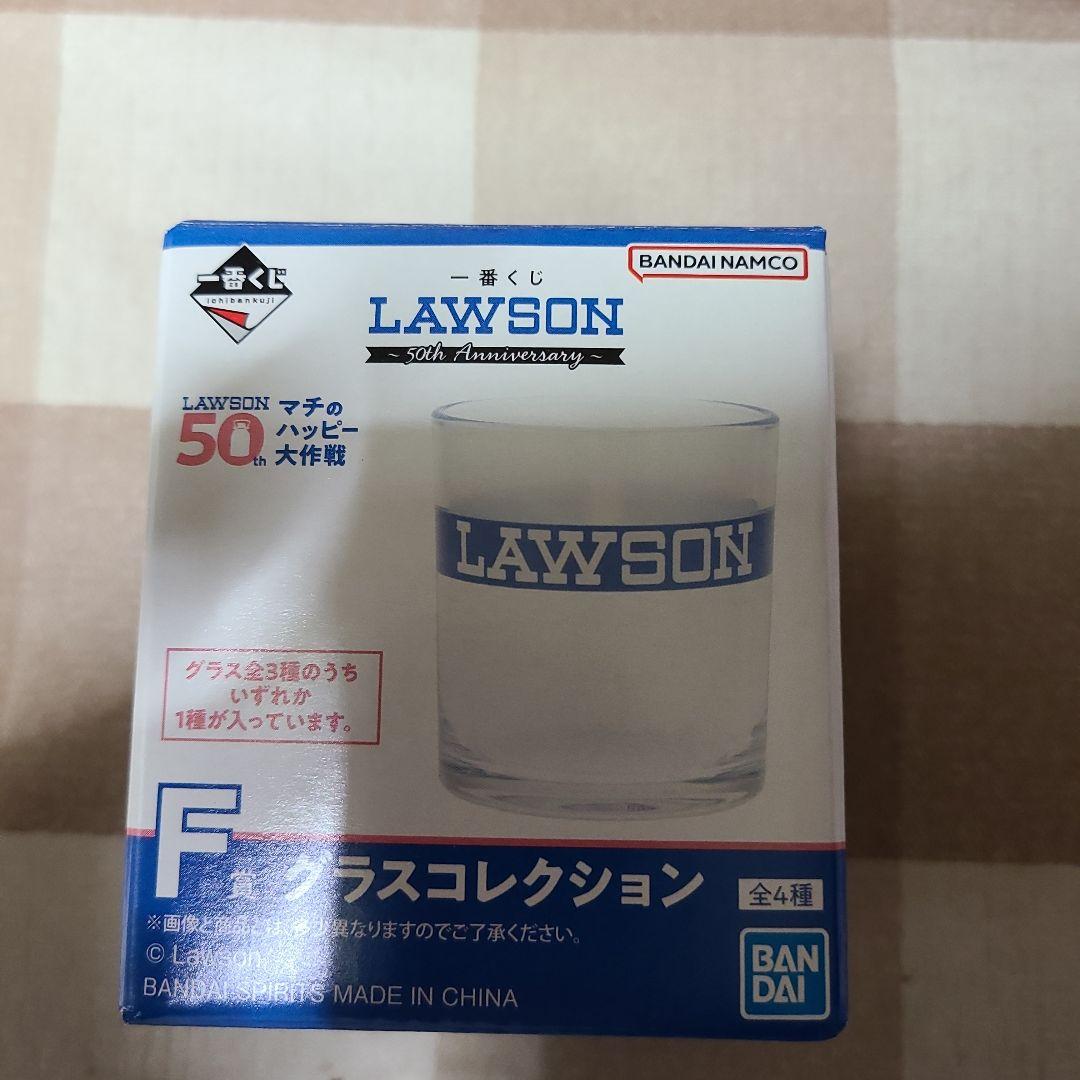 一番くじ
ichibankuji
一番くじ
LAWSON
~ 50th Anniversary ~
BANDAI NAMCO
LAWSON
50th
マチの
ハッピー
大作戦
LAWSON
グラス全3種のうち
いずれか
1種が入っています。
F賞 グラスコレクション
全4種
※画像と商品とは、多少異なりますのでご了承ください。
© Lawson,
BANDAI SPIRITS MADE IN CHINA
BAN
DAI